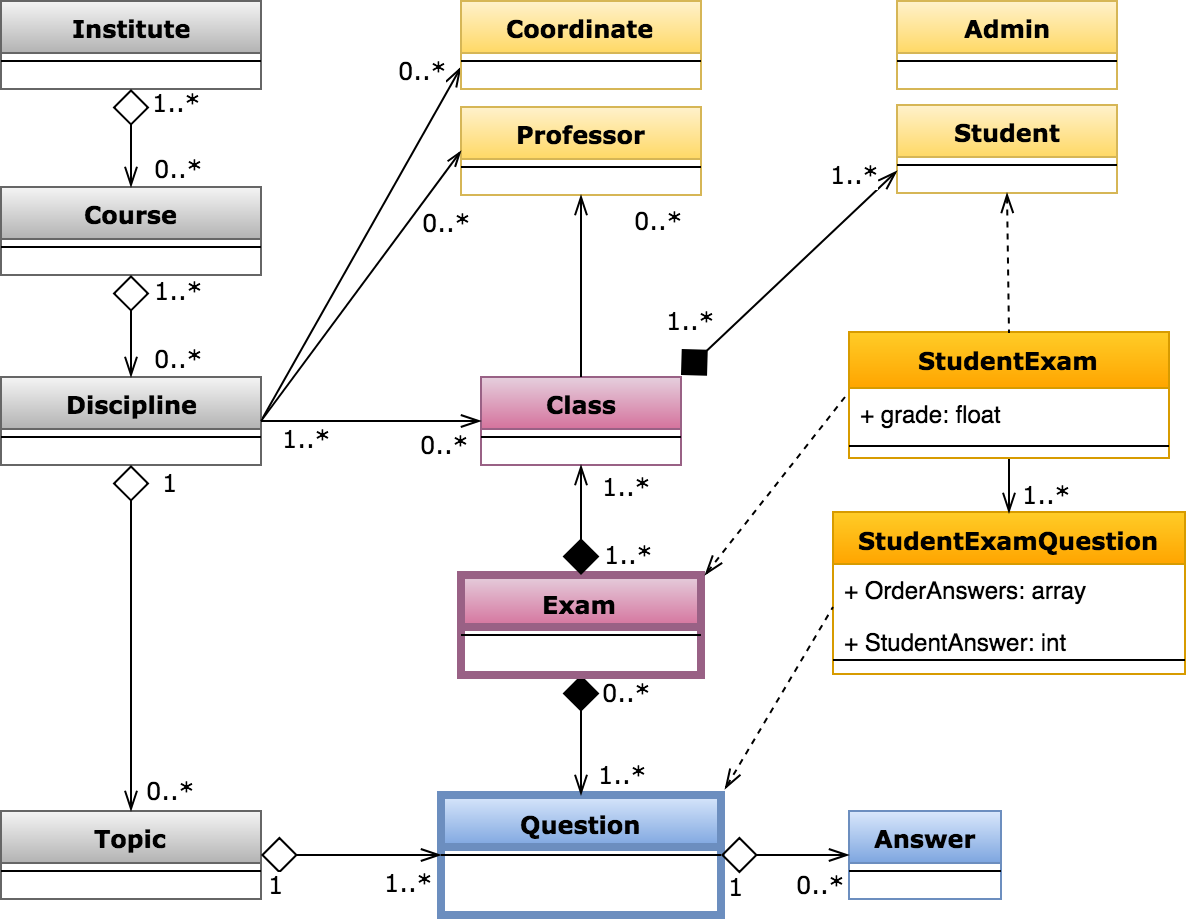 Institute
Coordinate
Admin
0..*
1..*
Professor
Student
0..*
1..*
Course
0..*
0..*
1..*
1..*
0..*
StudentExam
Discipline
Class
+ grade: float
1..*
0..*
1
1..*
1..*
StudentExamQuestion
1..*
+ OrderAnswers: array
Exam
+ StudentAnswer: int
0..*
1..*
0..*
Question
Topic
Answer
1..*
0..*
1
1